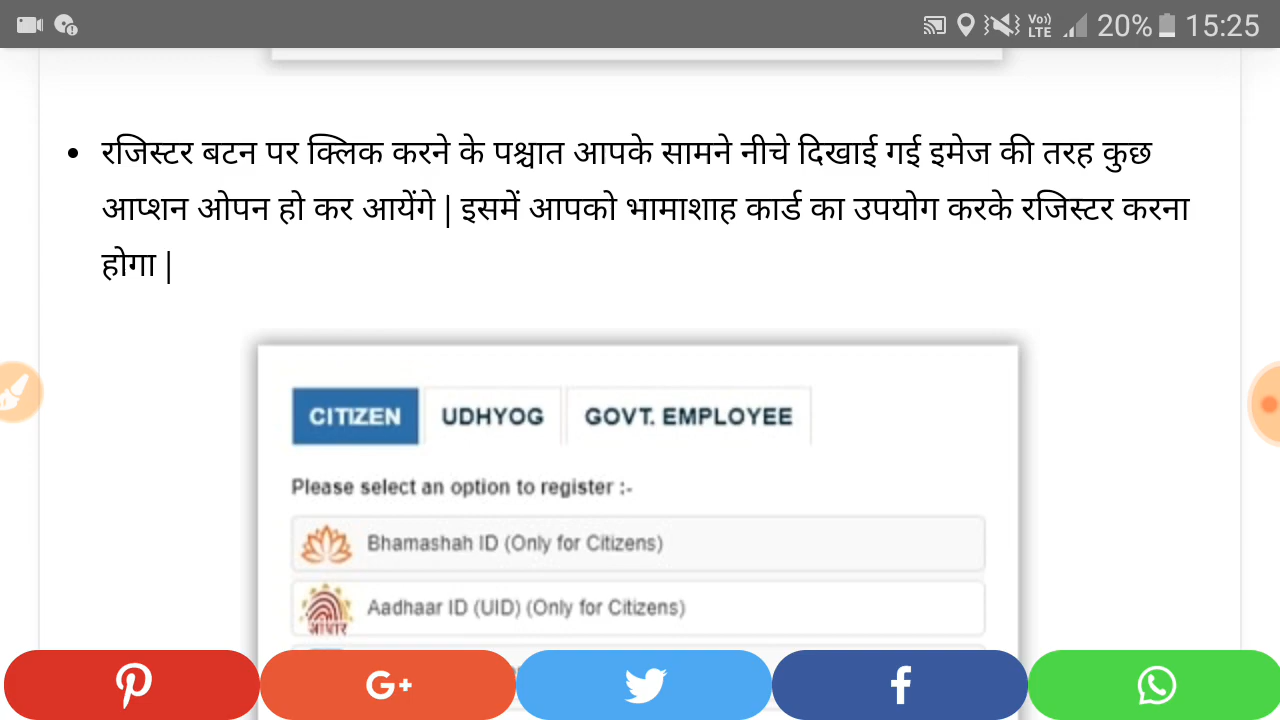 Vo))
LTE
20%
15:25
• रजिस्टर बटन पर क्लिक करने के पश्चात आपके सामने नीचे दिखाई गई इमेज की तरह कुछ
आप्शन ओपन हो कर आयेंगे | इसमें आपको भामाशाह कार्ड का उपयोग करके रजिस्टर करना
होगा |
CITIZEN UDHYOG GOVT. EMPLOYEE
Please select an option to register :-
Bhamashah ID (Only for Citizens)
आधार
Aadhaar ID (UID) (Only for Citizens)
G+